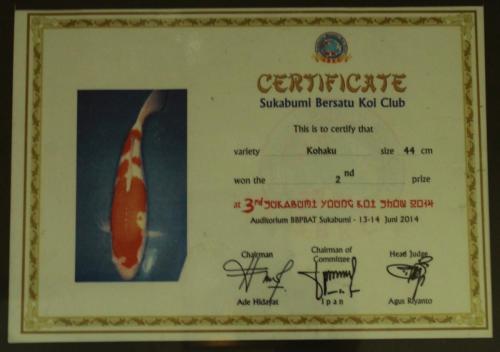 CERTIFICATE
Sukabumi Bersatu Koi Club
This is to certify that
variety Kohaku size 44 cm
won the 2nd prize
at 3rd SUKABUMI YOUNG KOI SHOW 2014
Auditorium BBPBAT Sukabumi - 13-14 Juni 2014
Chairman
Chairman of
Committee
Head Judge
Ade Hidayat
Ipan
Agus Riyanto